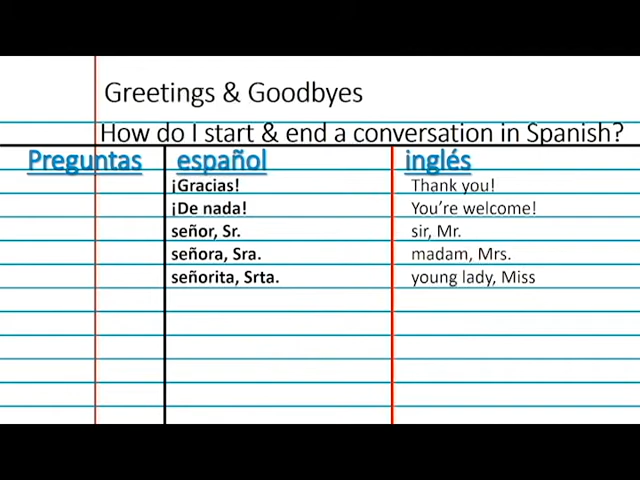 Greetings & Goodbyes
How do I start & end a conversation in Spanish?
Preguntas español inglés
¡Gracias! Thank you!
¡De nada! You're welcome!
señor, Sr. sir, Mr.
señora, Sra. madam, Mrs.
señorita, Srta. young lady, Miss